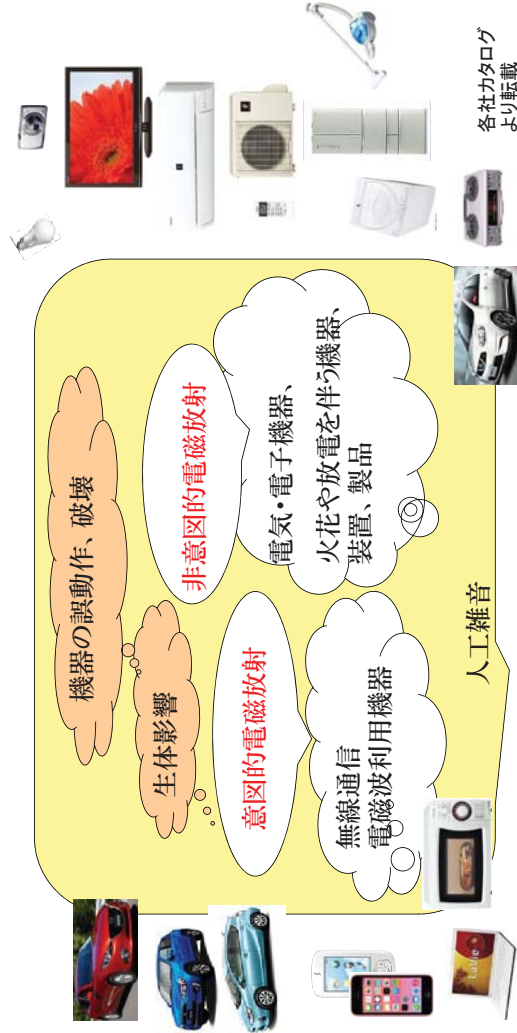 機器の誤動作、破壊
生体影響
意図的電磁放射
非意図的電磁放射
無線通信
電磁波利用機器
電気・電子機器、
火花や放電を伴う機器、
装置、製品
人工雑音
各社カタログ
より転載